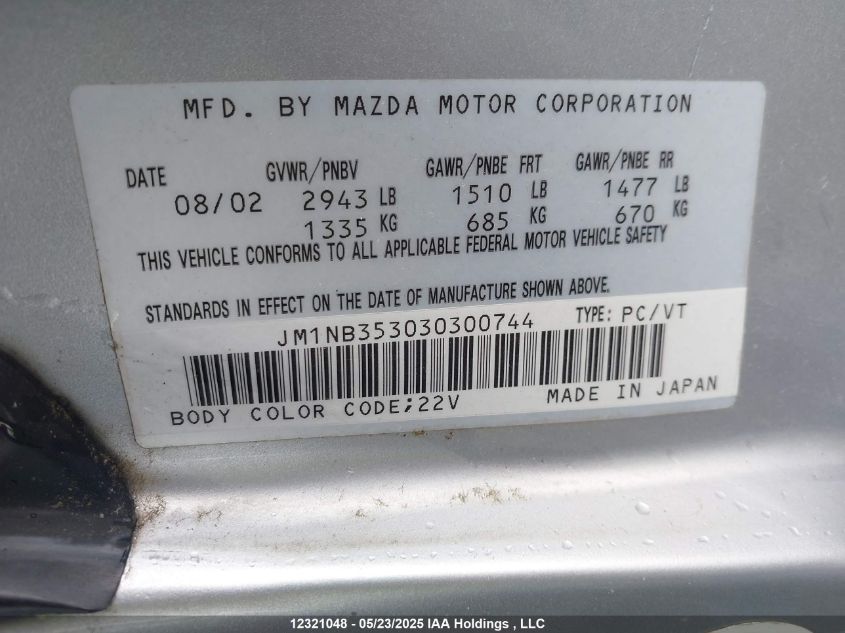 MFD. BY MAZDA MOTOR CORPORATION
DATE GVWR/PNBV GAWR/PNBE FRT GAWR/PNBE RR
08/02 2943 LB 1510 LB 1477 LB
1335 KG 685 KG 670 KG
THIS VEHICLE CONFORMS TO ALL APPLICABLE FEDERAL MOTOR VEHICLE SAFETY
STANDARDS IN EFFECT ON THE DATE OF MANUFACTURE SHOWN ABOVE.
JM1NB353030300744 TYPE: PC/VT
BODY COLOR CODE;22V MADE IN JAPAN
12321048 - 05/23/2025 IAA Holdings , LLC